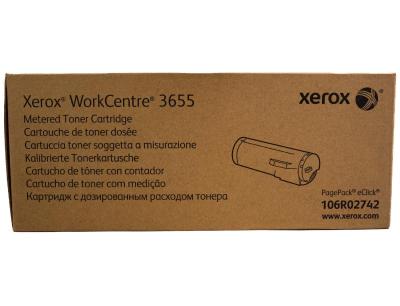 Xerox® WorkCentre® 3655
xerox
Metered Toner Cartridge
Cartouche de toner dosée
Cartuccia toner soggetta a misurazione
Kalibrierte Tonerkartusche
Cartucho de tóner con contador
Cartucho de toner com medição
Картридж с дозированным расходом тонера
PagePack® eClick®
106R02742
www.xerox.com